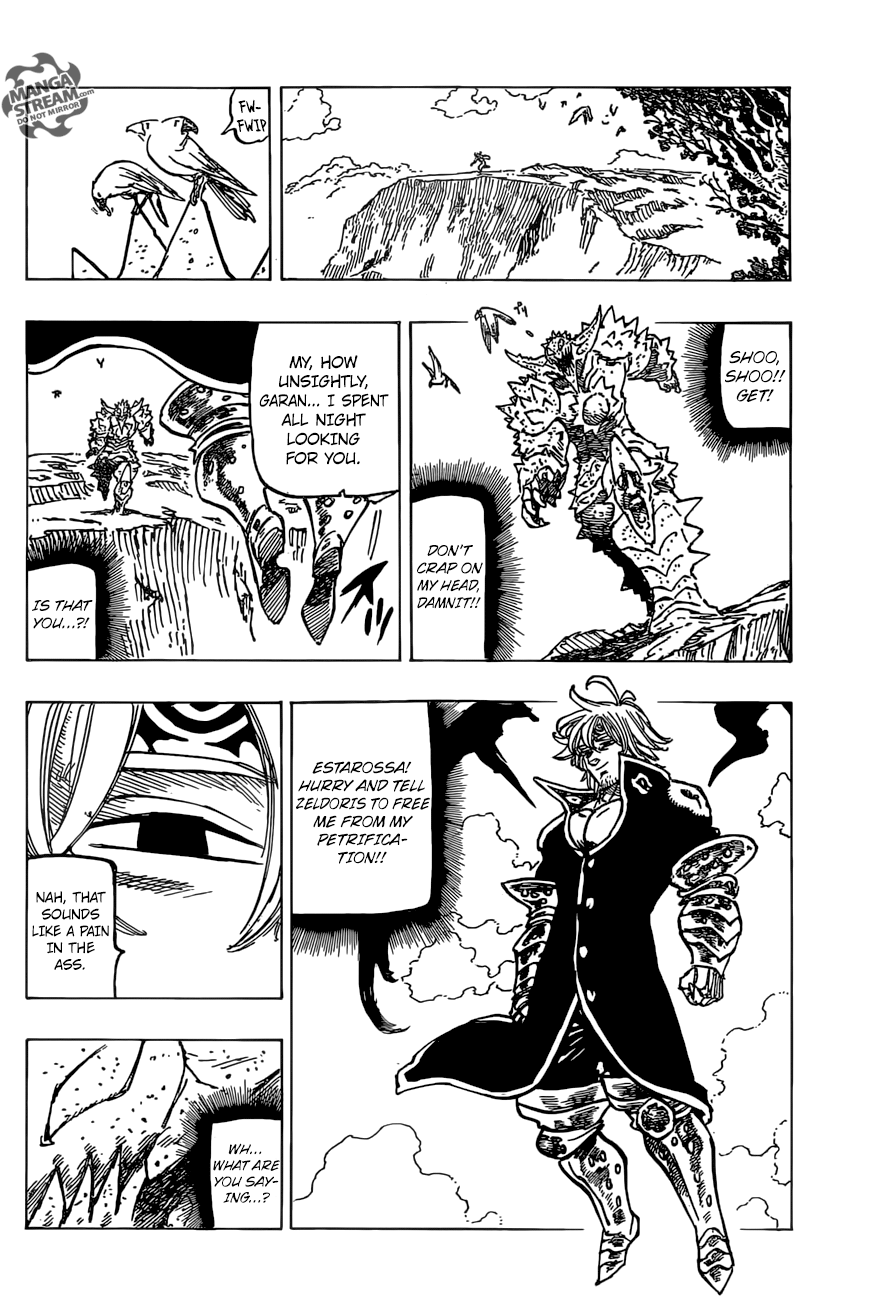 MANGA
STREAM.com
DO NOT MIRROR
FW-
FWIP
SHOO,
SHOO!!
GET!
DON'T
CRAP ON
MY HEAD,
DAMNIT!!
MY, HOW
UNSIGHTLY,
GARAN... I SPENT
ALL NIGHT
LOOKING
FOR YOU.
IS THAT
YOU...?!
ESTAROSSA!
HURRY AND TELL
ZELDORIS TO FREE
ME FROM MY
PETRIFICA-
TION!!
NAH, THAT
SOUNDS
LIKE A PAIN
IN THE
ASS.
WH...
WHAT ARE
YOU SAY-
ING...?